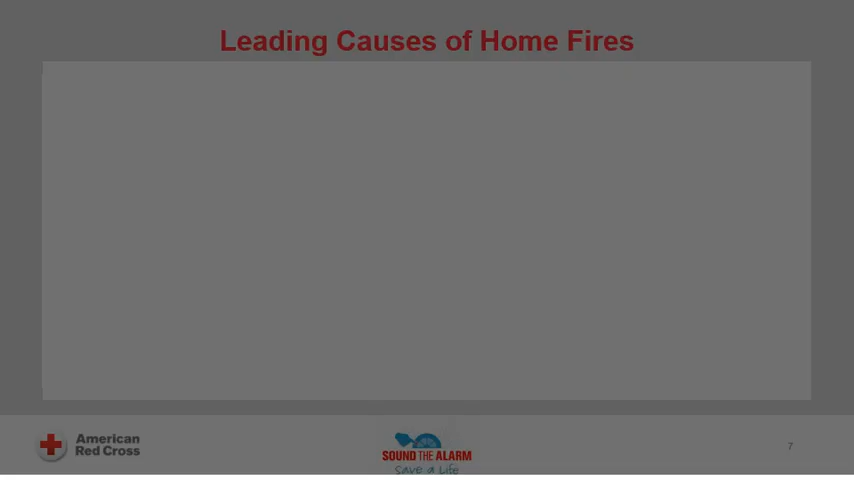 Leading Causes of Home Fires
American
Red Cross
SOUND THE ALARM
Save a Life
7